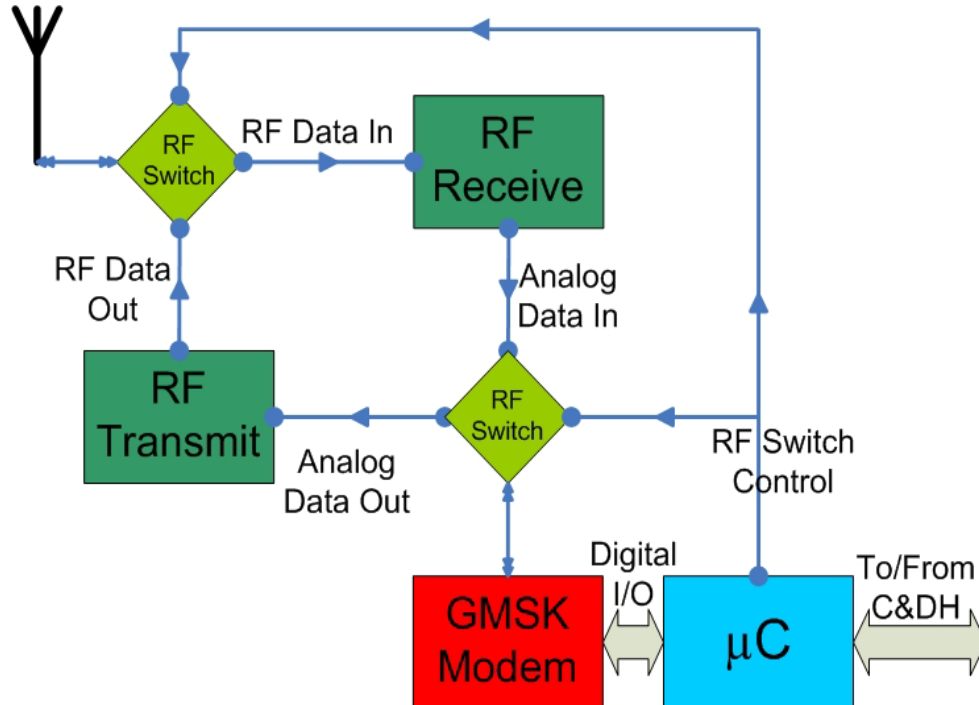 RF
Switch
RF Data In
RF
Receive
RF Data
Out
Analog
Data In
RF
Transmit
RF
Switch
Analog
Data Out
RF Switch
Control
Digital
I/O
To/From
C&DH
GMSK
Modem
μC